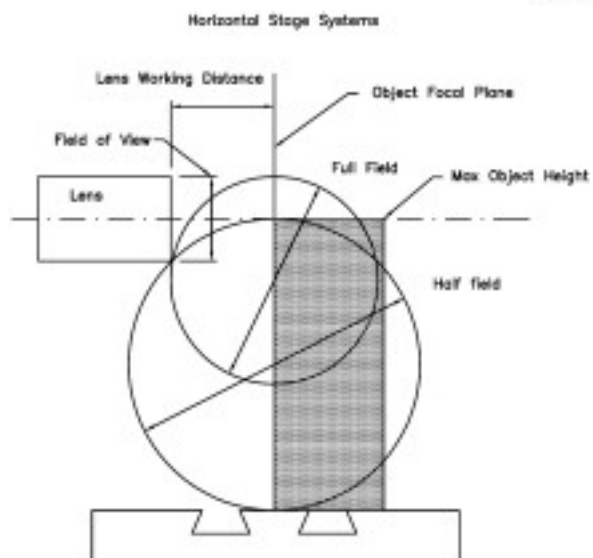 Horizontal Stage Systems
Lens Working Distance
Object Focal Plane
Field of View
Full Field
Max Object Height
Lens
Half field